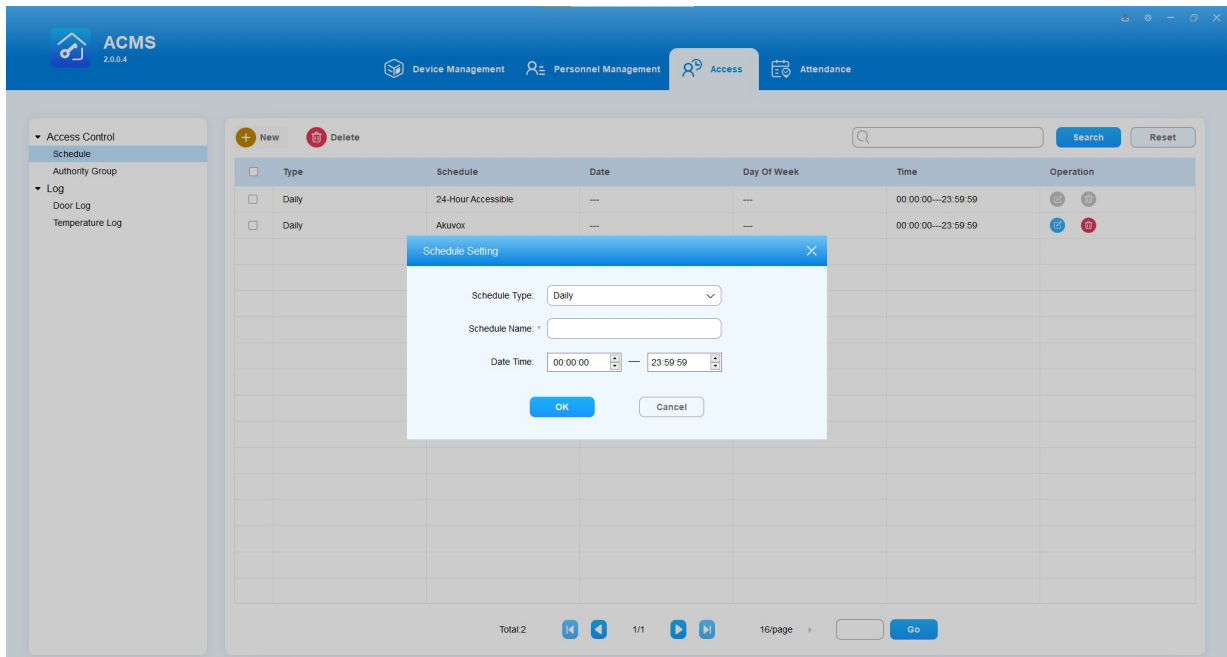 ACMS
2.0.0.4
Device Management Personnel Management Access Attendance
Access Control
Schedule
Authority Group
Log
Door Log
Temperature Log
New Delete Search Reset
Type Schedule Date Day Of Week Time Operation
Daily 24-Hour Accessible --- --- 00:00:00---23:59:59
Daily Akuvox --- --- 00:00:00---23:59:59
Schedule Setting
Schedule Type: Daily
Schedule Name: *
Date Time: 00:00:00 — 23:59:59
OK Cancel
Total:2 1/1 16/page Go